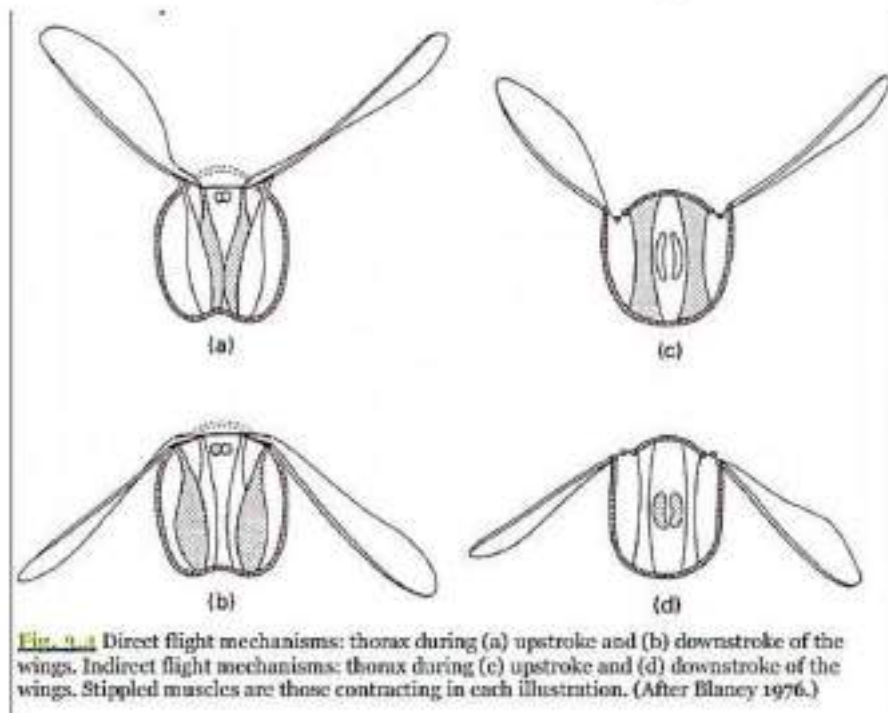 (a)
(c)
(b)
(d)
Direct flight mechanisms: thorax during (a) upstroke and (b) downstroke of the
wings. Indirect flight mechanisms: thorax during (c) upstroke and (d) downstroke of the
wings. Stippled muscles are those contracting in each illustration. (After Blaney 1976.)